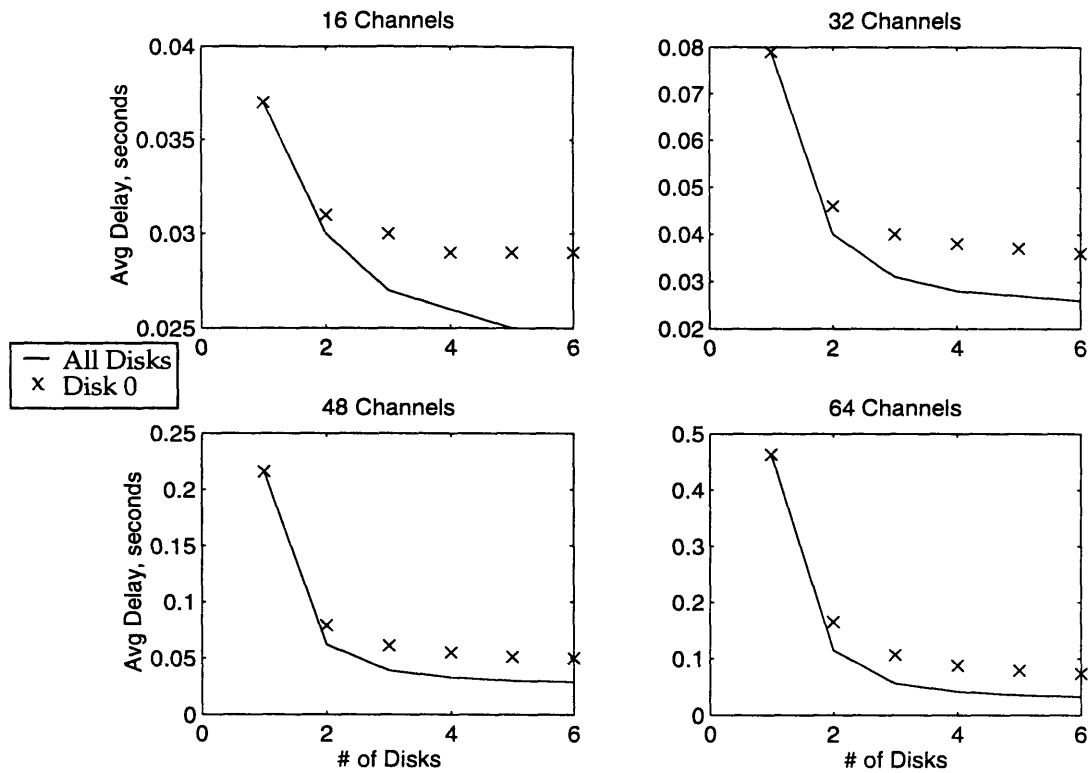 16 Channels
0.04
0.035
0.03
0.025
0 2 4 6
Avg Delay, seconds
32 Channels
0.08
0.07
0.06
0.05
0.04
0.03
0.02
0 2 4 6
All Disks
Disk 0
48 Channels
0.25
0.2
0.15
0.1
0.05
0
0 2 4 6
Avg Delay, seconds
# of Disks
64 Channels
0.5
0.4
0.3
0.2
0.1
0
0 2 4 6
# of Disks